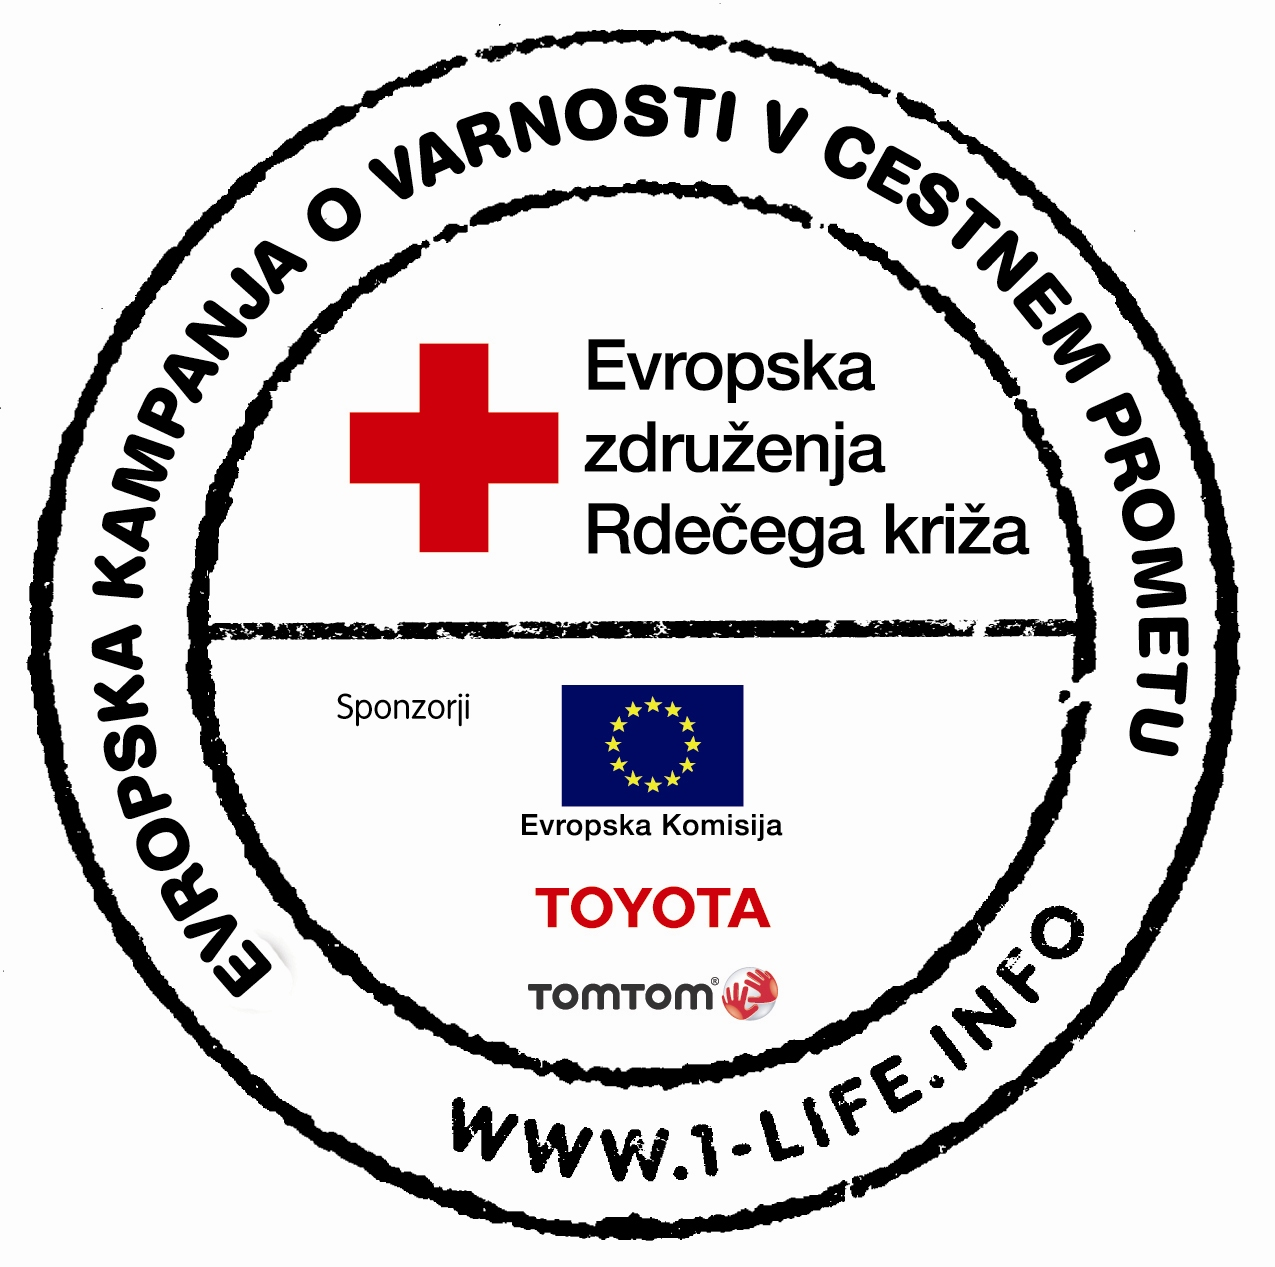 EVROPSKA KAMPANJA O VARNOSTI V CESTNEM PROMETU
Evropska
združenja
Rdečega križa
Sponzorji
Evropska Komisija
TOYOTA
TOMTOM®
WWW.1-LIFE.INFO